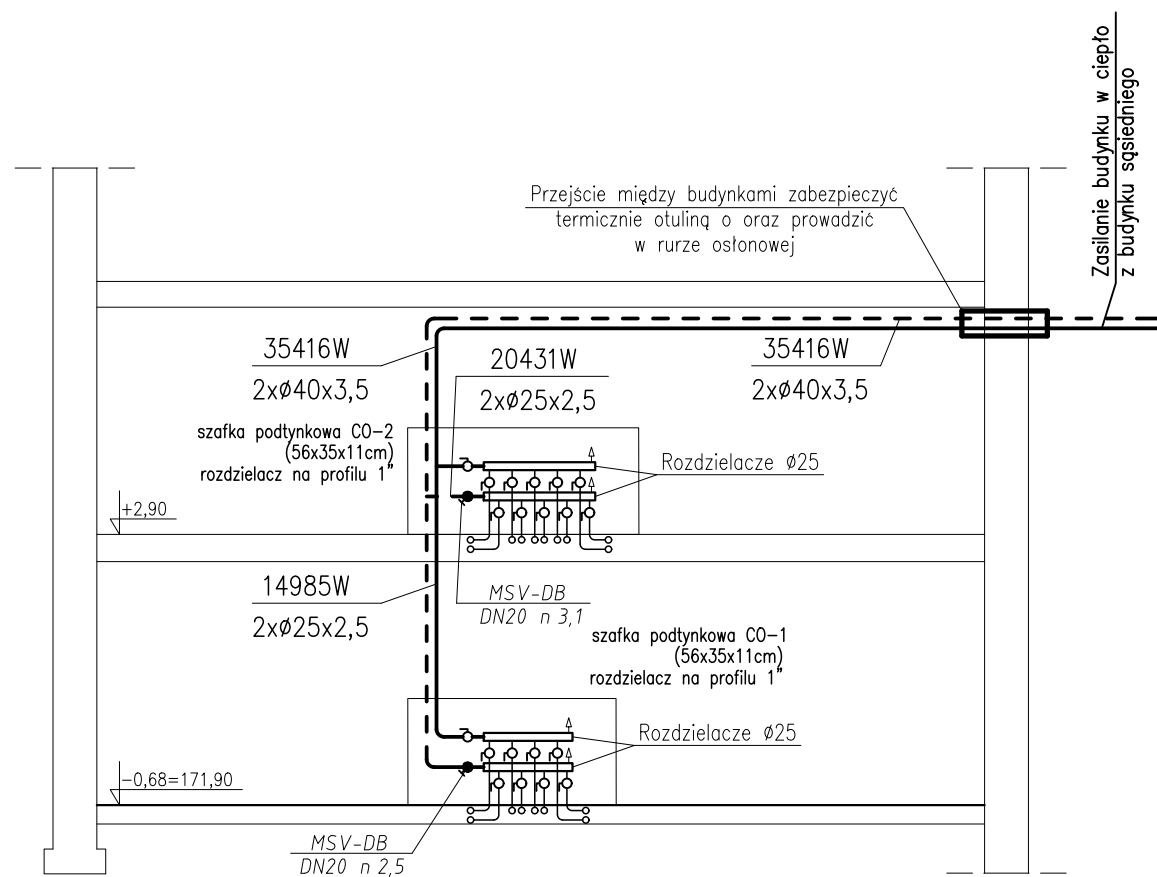 Zasilanie budynku w ciepło
z budynku sąsiedniego
Przejście między budynkami zabezpieczyć
termicznie otuliną o oraz prowadzić
w rurze osłonowej
35416W
2xø40x3,5
20431W
2xø25x2,5
35416W
2xø40x3,5
szafka podtynkowa CO-2
(56x35x11cm)
rozdzielacz na profilu 1"
Rozdzielacze ø25
+2,90
14985W
2xø25x2,5
MSV-DB
DN20 n 3,1
szafka podtynkowa CO-1
(56x35x11cm)
rozdzielacz na profilu 1"
Rozdzielacze ø25
-0,68=171,90
MSV-DB
DN20 n 2,5